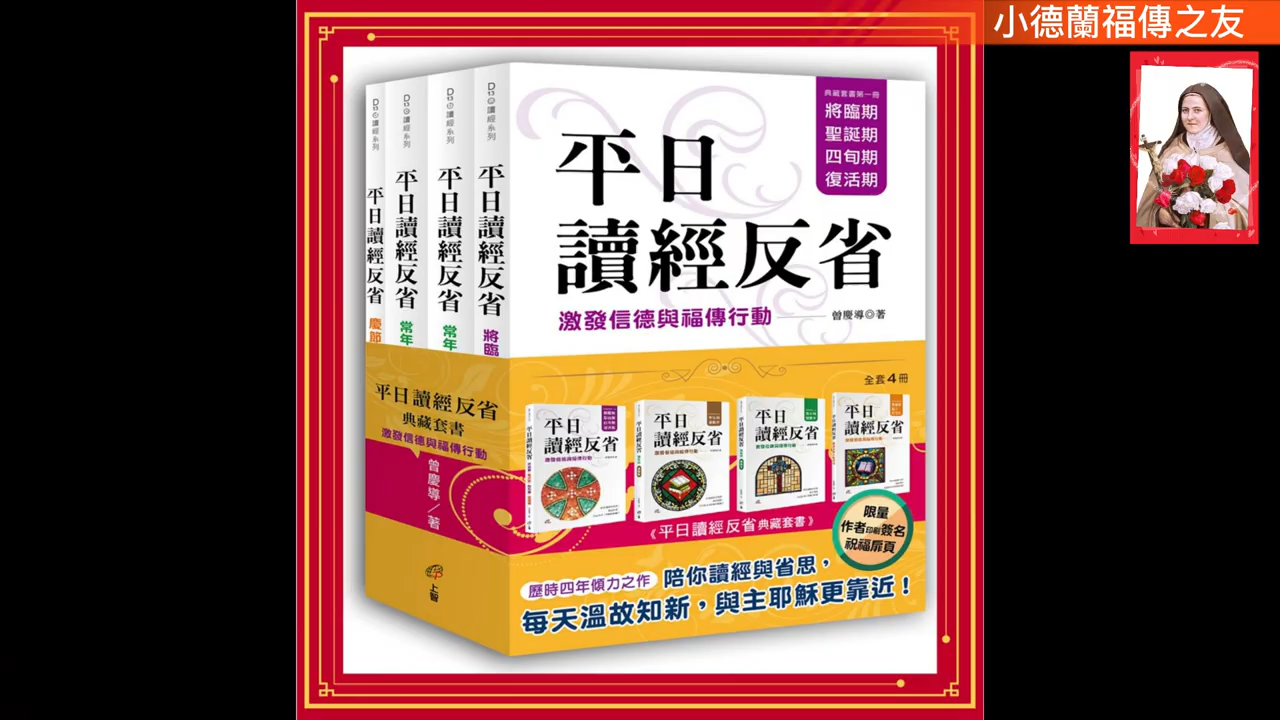 小德蘭福傳之友
D13◎讀經系列
平日讀經反省
慶節
D13◎讀經系列
平日讀經反省
常年
D13◎讀經系列
平日讀經反省
常年
D13◎讀經系列
平日讀經反省
將臨
典藏套書第一冊
將臨期
聖誕期
四旬期
復活期
平日
讀經反省
激發信德與福傳行動
曾慶導◎著
全套4冊
平日讀經反省
典藏套書
激發信德與福傳行動
曾慶導/著
上智
平日
讀經反省
平日
讀經反省
平日
讀經反省
平日
讀經反省
《平日讀經反省典藏套書》
限量
作者印刷簽名
祝福扉頁
歷時四年傾力之作
陪你讀經與省思，
每天溫故知新，與主耶穌更靠近！